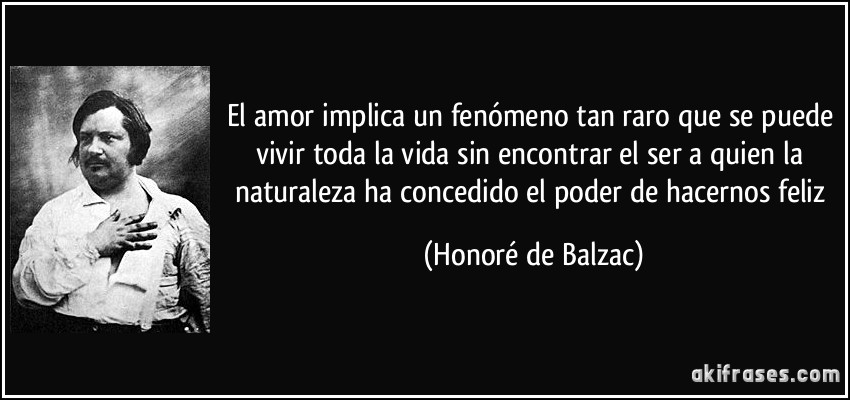 El amor implica un fenómeno tan raro que se puede
vivir toda la vida sin encontrar el ser a quien la
naturaleza ha concedido el poder de hacernos feliz
(Honoré de Balzac)
akifrases.com